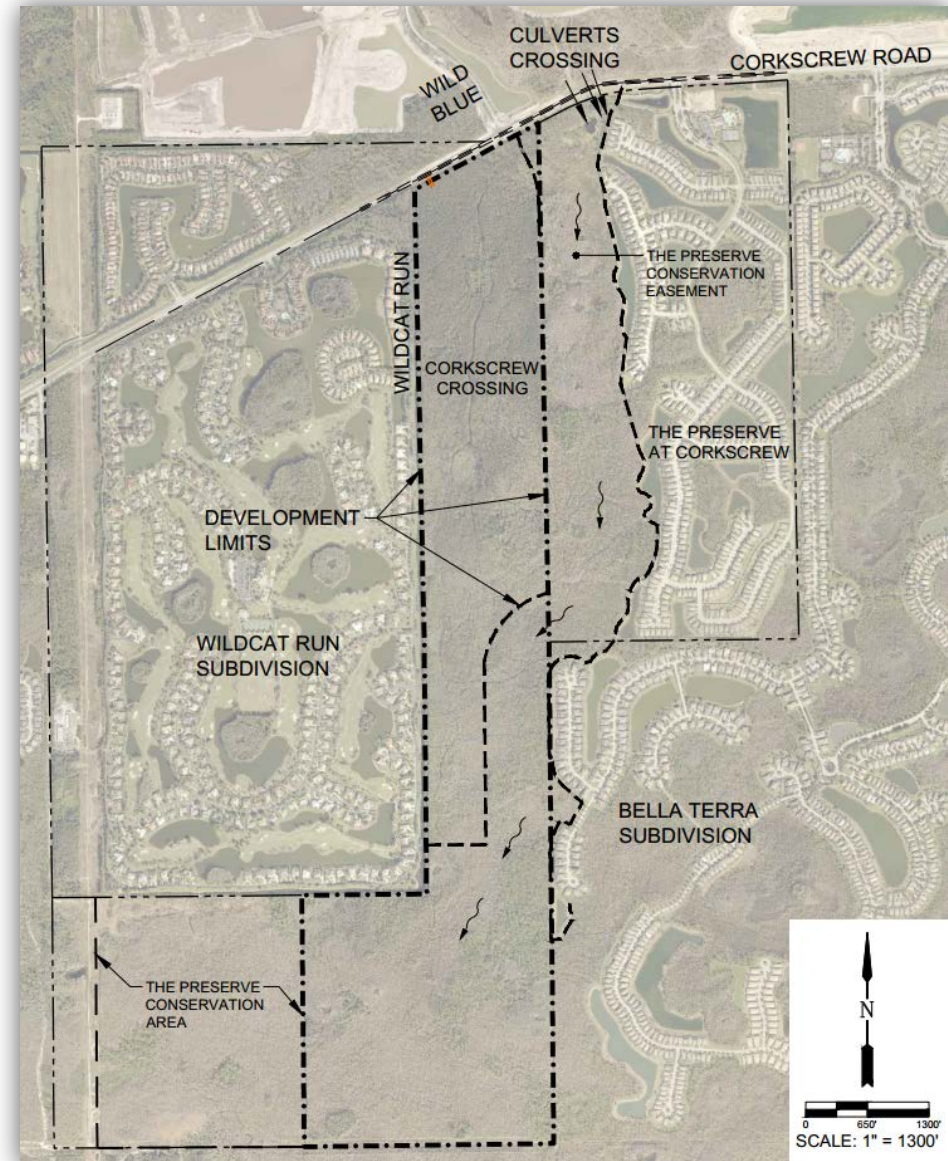 CULVERTS
CROSSING
CORKSCREW ROAD
WILD
BLUE
THE PRESERVE
CONSERVATION
EASEMENT
WILDCAT RUN
CORKSCREW
CROSSING
THE PRESERVE
AT CORKSCREW
DEVELOPMENT
LIMITS
WILDCAT RUN
SUBDIVISION
BELLA TERRA
SUBDIVISION
THE PRESERVE
CONSERVATION
AREA
N
0 650' 1300'
SCALE: 1" = 1300'